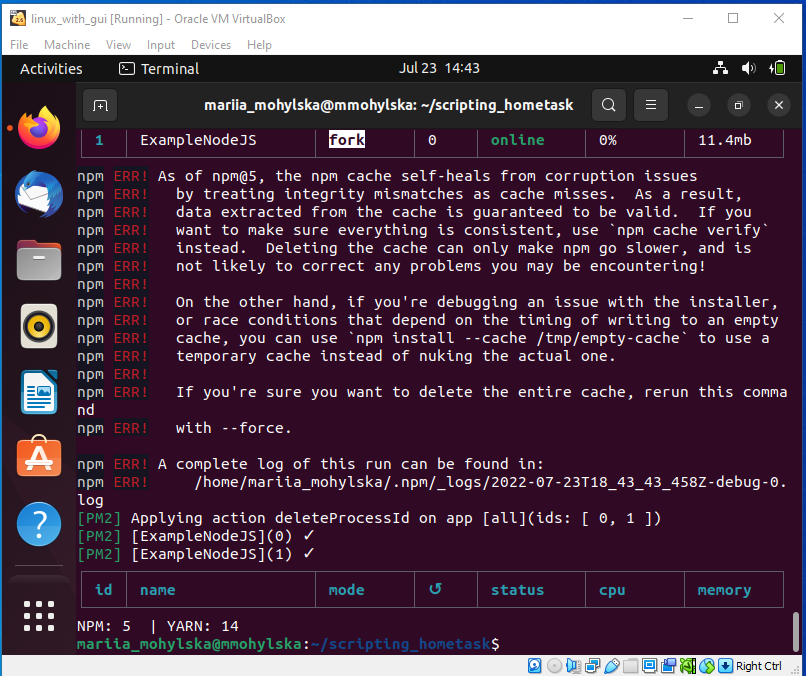 linux_with_gui [Running] - Oracle VM VirtualBox
File Machine View Input Devices Help
Activities Terminal Jul 23 14:43
mariia_mohylska@mmohylska: ~/scripting_hometask
1 ExampleNodeJS fork 0 online 0% 11.4mb
npm ERR! As of npm@5, the npm cache self-heals from corruption issues
npm ERR! by treating integrity mismatches as cache misses. As a result,
npm ERR! data extracted from the cache is guaranteed to be valid. If you
npm ERR! want to make sure everything is consistent, use `npm cache verify`
npm ERR! instead. Deleting the cache can only make npm go slower, and is
npm ERR! not likely to correct any problems you may be encountering!
npm ERR!
npm ERR! On the other hand, if you're debugging an issue with the installer,
npm ERR! or race conditions that depend on the timing of writing to an empty
npm ERR! cache, you can use `npm install --cache /tmp/empty-cache` to use a
npm ERR! temporary cache instead of nuking the actual one.
npm ERR!
npm ERR! If you're sure you want to delete the entire cache, rerun this comma
nd
npm ERR! with --force.
npm ERR! A complete log of this run can be found in:
npm ERR! /home/mariia_mohylska/.npm/_logs/2022-07-23T18_43_43_458Z-debug-0.
log
[PM2] Applying action deleteProcessId on app [all](ids: [ 0, 1 ])
[PM2] [ExampleNodeJS](0) ✓
[PM2] [ExampleNodeJS](1) ✓
id name mode ↺ status cpu memory
NPM: 5 | YARN: 14
mariia_mohylska@mmohylska:~/scripting_hometask$
Right Ctrl